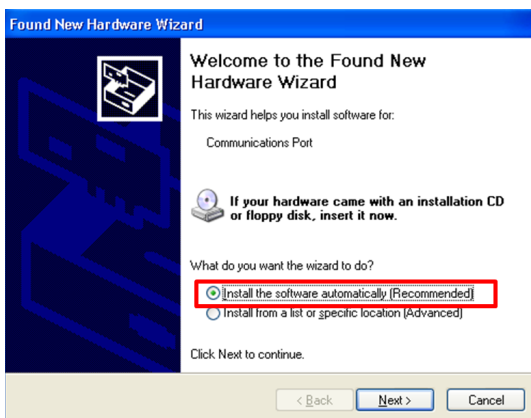 Found New Hardware Wizard
Welcome to the Found New
Hardware Wizard
This wizard helps you install software for:
Communications Port
If your hardware came with an installation CD
or floppy disk, insert it now.
What do you want the wizard to do?
Install the software automatically (Recommended)
Install from a list or specific location (Advanced)
Click Next to continue.
< Back Next > Cancel